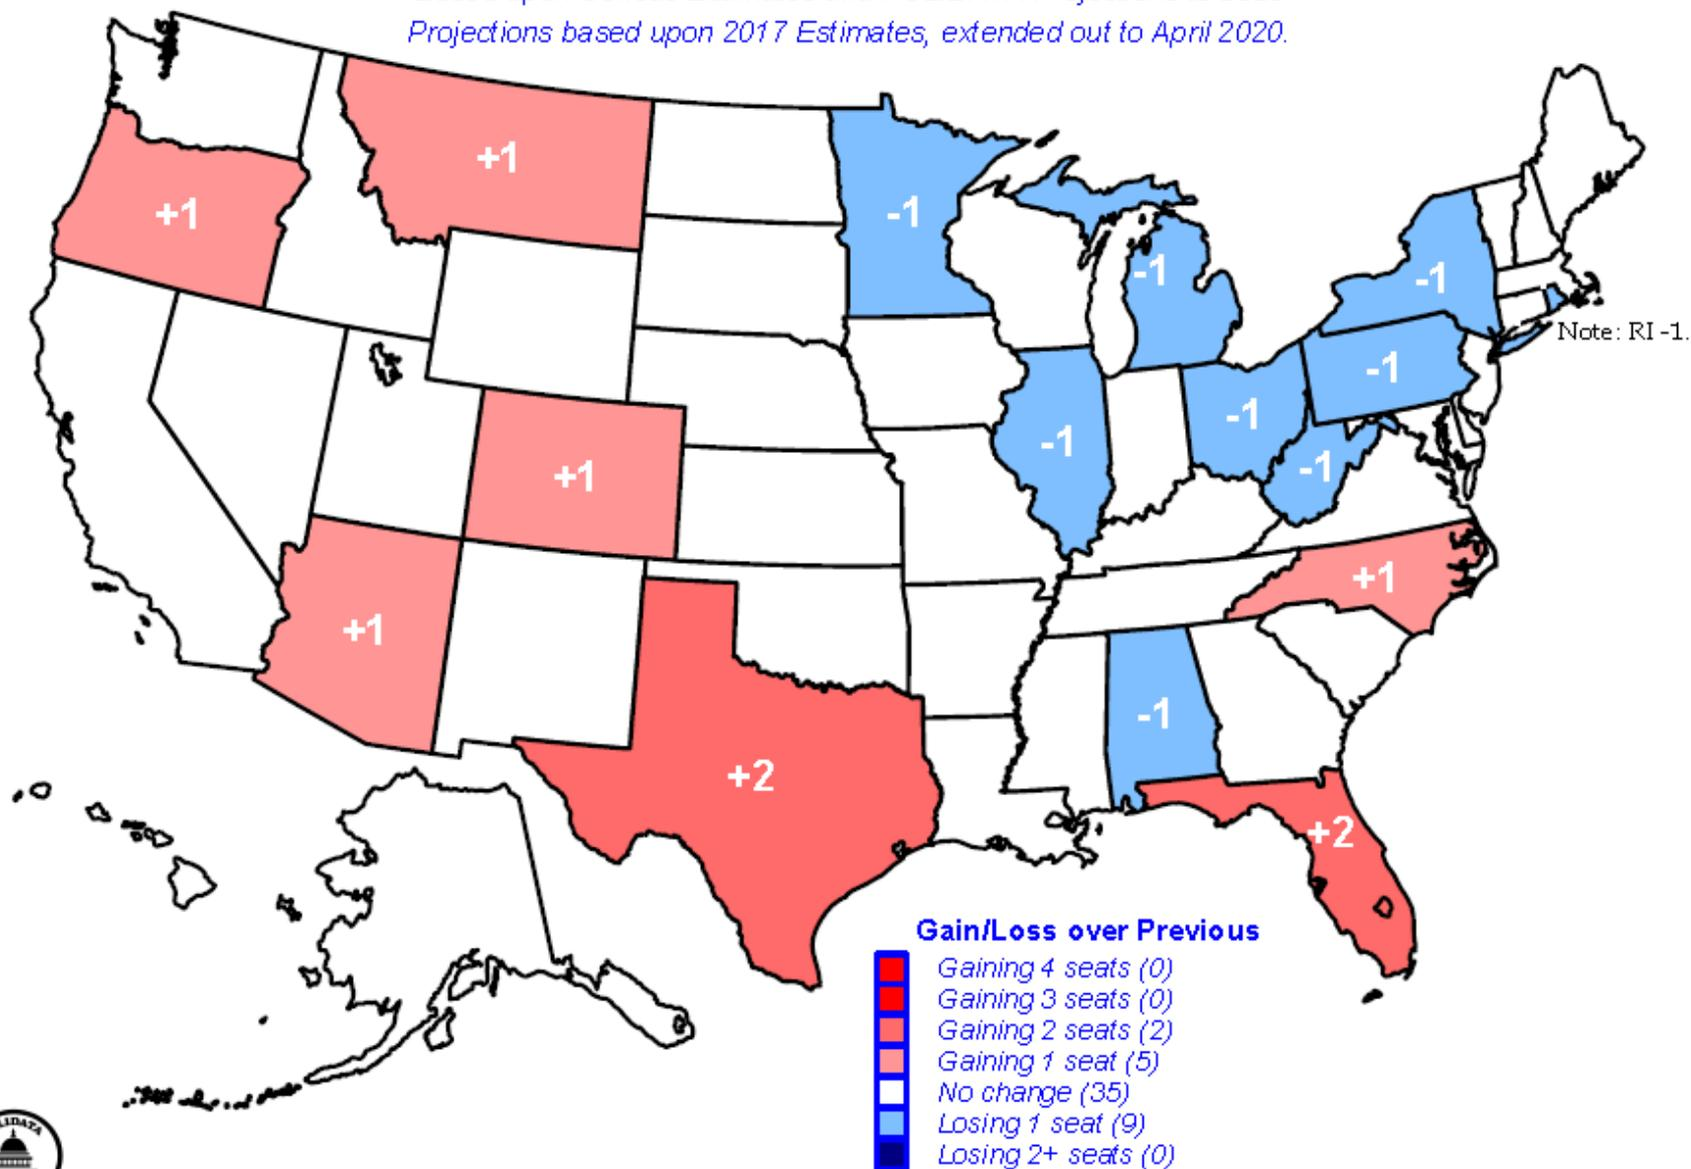 Projections based upon 2017 Estimates, extended out to April 2020.
+1
+1
-1
-1
-1
Note: RI -1.
-1
-1
-1
+1
-1
+1
+1
+1
-1
+2
+2
Gain/Loss over Previous
Gaining 4 seats (0)
Gaining 3 seats (0)
Gaining 2 seats (2)
Gaining 1 seat (5)
No change (35)
Losing 1 seat (9)
Losing 2+ seats (0)